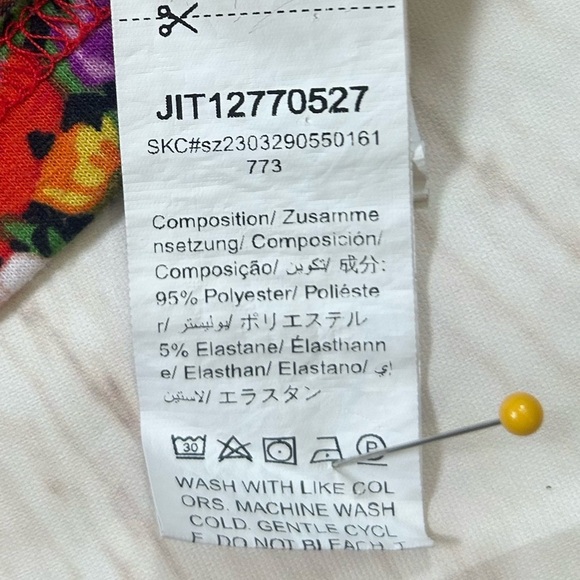 JIT12770527
SKC#sz2303290550161
773
Composition/ Zusamme
nsetzung/ Composición/
Composição/ تكوين/ 成分:
95% Polyester/ Polléste
r/ بوليستر/ ポリエステル
5% Elastane/ Élasthann
e/ Elasthan/ Elastano/ إي
لاستين/ エラスタン
30 P
WASH WITH LIKE COL
ORS. MACHINE WASH
COLD. GENTLE CYCL
E. DO NOT BLEACH. T